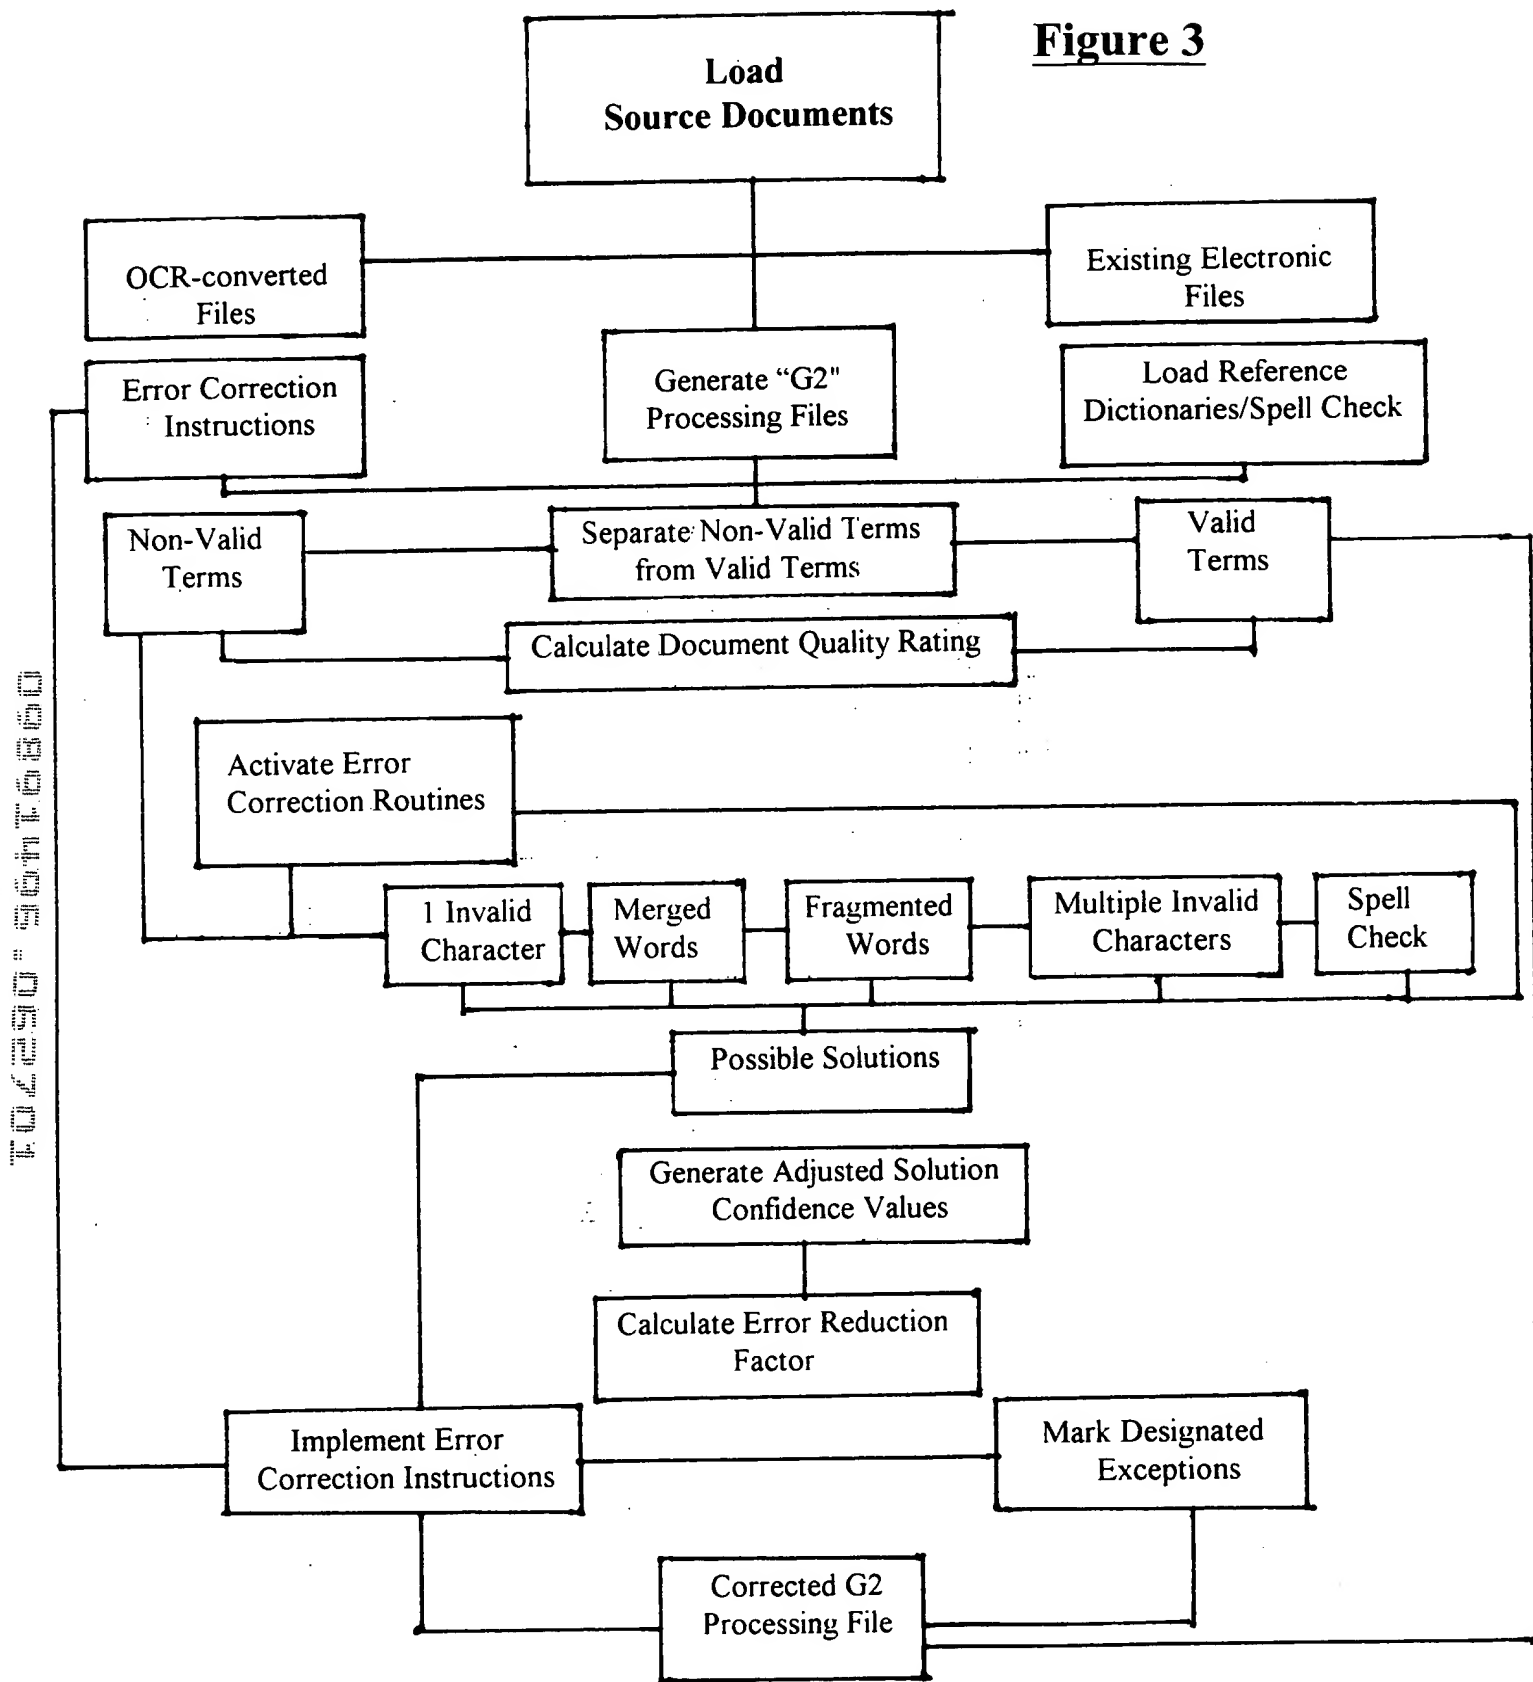 Figure 3
Load
Source Documents
OCR-converted
Files
Existing Electronic
Files
Error Correction
Instructions
Generate “G2"
Processing Files
Load Reference
Dictionaries/Spell Check
Non-Valid
Terms
Separate Non-Valid Terms
from Valid Terms
Valid
Terms
Calculate Document Quality Rating
Activate Error
Correction Routines
1 Invalid
Character
Merged
Words
Fragmented
Words
Multiple Invalid
Characters
Spell
Check
Possible Solutions
Generate Adjusted Solution
Confidence Values
Calculate Error Reduction
Factor
Implement Error
Correction Instructions
Mark Designated
Exceptions
Corrected G2
Processing File